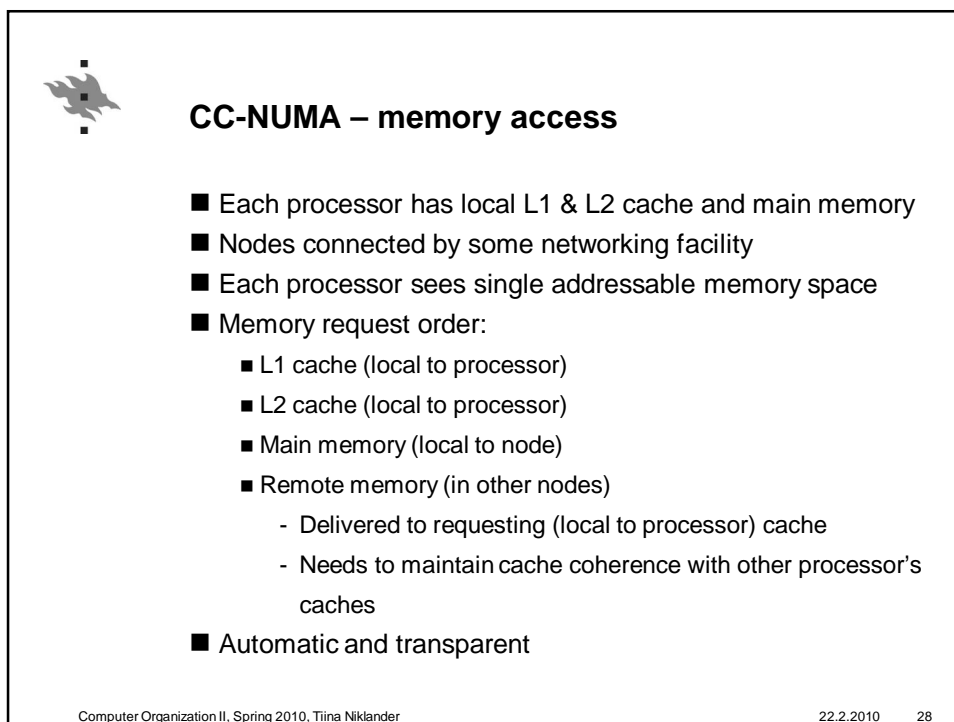 CC-NUMA – memory access
■ Each processor has local L1 & L2 cache and main memory
■ Nodes connected by some networking facility
■ Each processor sees single addressable memory space
■ Memory request order:
■ L1 cache (local to processor)
■ L2 cache (local to processor)
■ Main memory (local to node)
■ Remote memory (in other nodes)
- Delivered to requesting (local to processor) cache
- Needs to maintain cache coherence with other processor's
caches
■ Automatic and transparent
Computer Organization II, Spring 2010, Tiina Niklander 22.2.2010 28